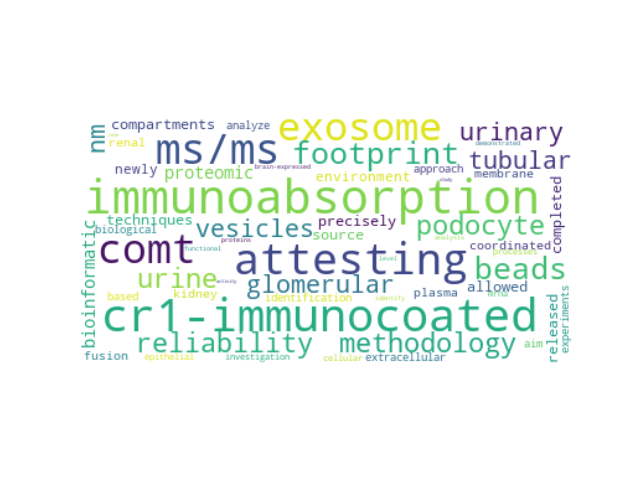 compartments analyze exosome urinary
nm renal ms/ms footprint demonstrated tubular
newly proteomic brain-expressed environment approach membrane
immunoabsorption
techniques biological vesicles precisely source podocyte completed
bioinformatic functional proteins analysis coordinated processes
comt attesting level beads
urine glomerular plasma allowed
based kidney identification identify mrna
cr1-immunocoated released experiments
reliability methodology aim
fusion epithelial investigation cellular extracellular